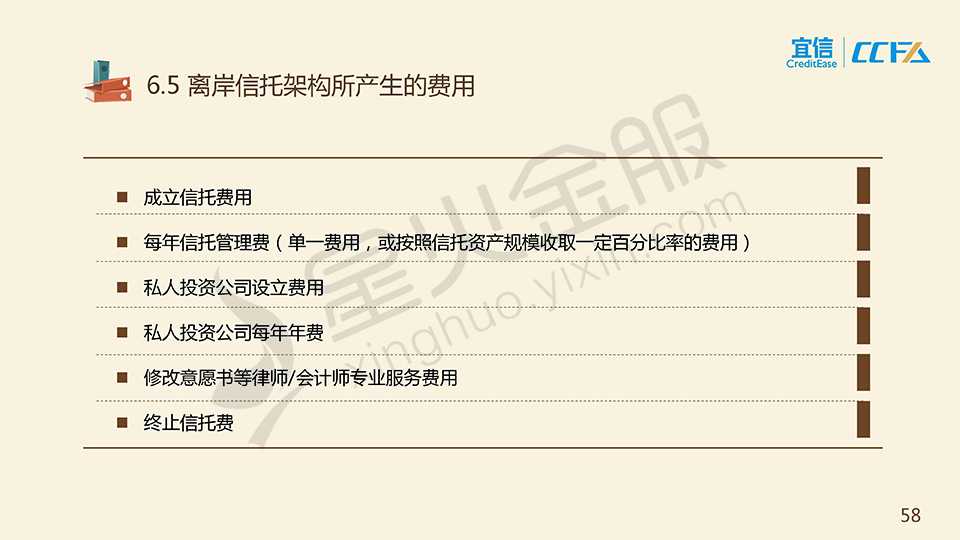 宜信
CreditEase
CCFA
6.5 离岸信托架构所产生的费用
成立信托费用
每年信托管理费（单一费用，或按照信托资产规模收取一定百分比率的费用）
私人投资公司设立费用
私人投资公司每年年费
修改意愿书等律师/会计师专业服务费用
终止信托费
星火金服
xinghuo.yixin.com
58